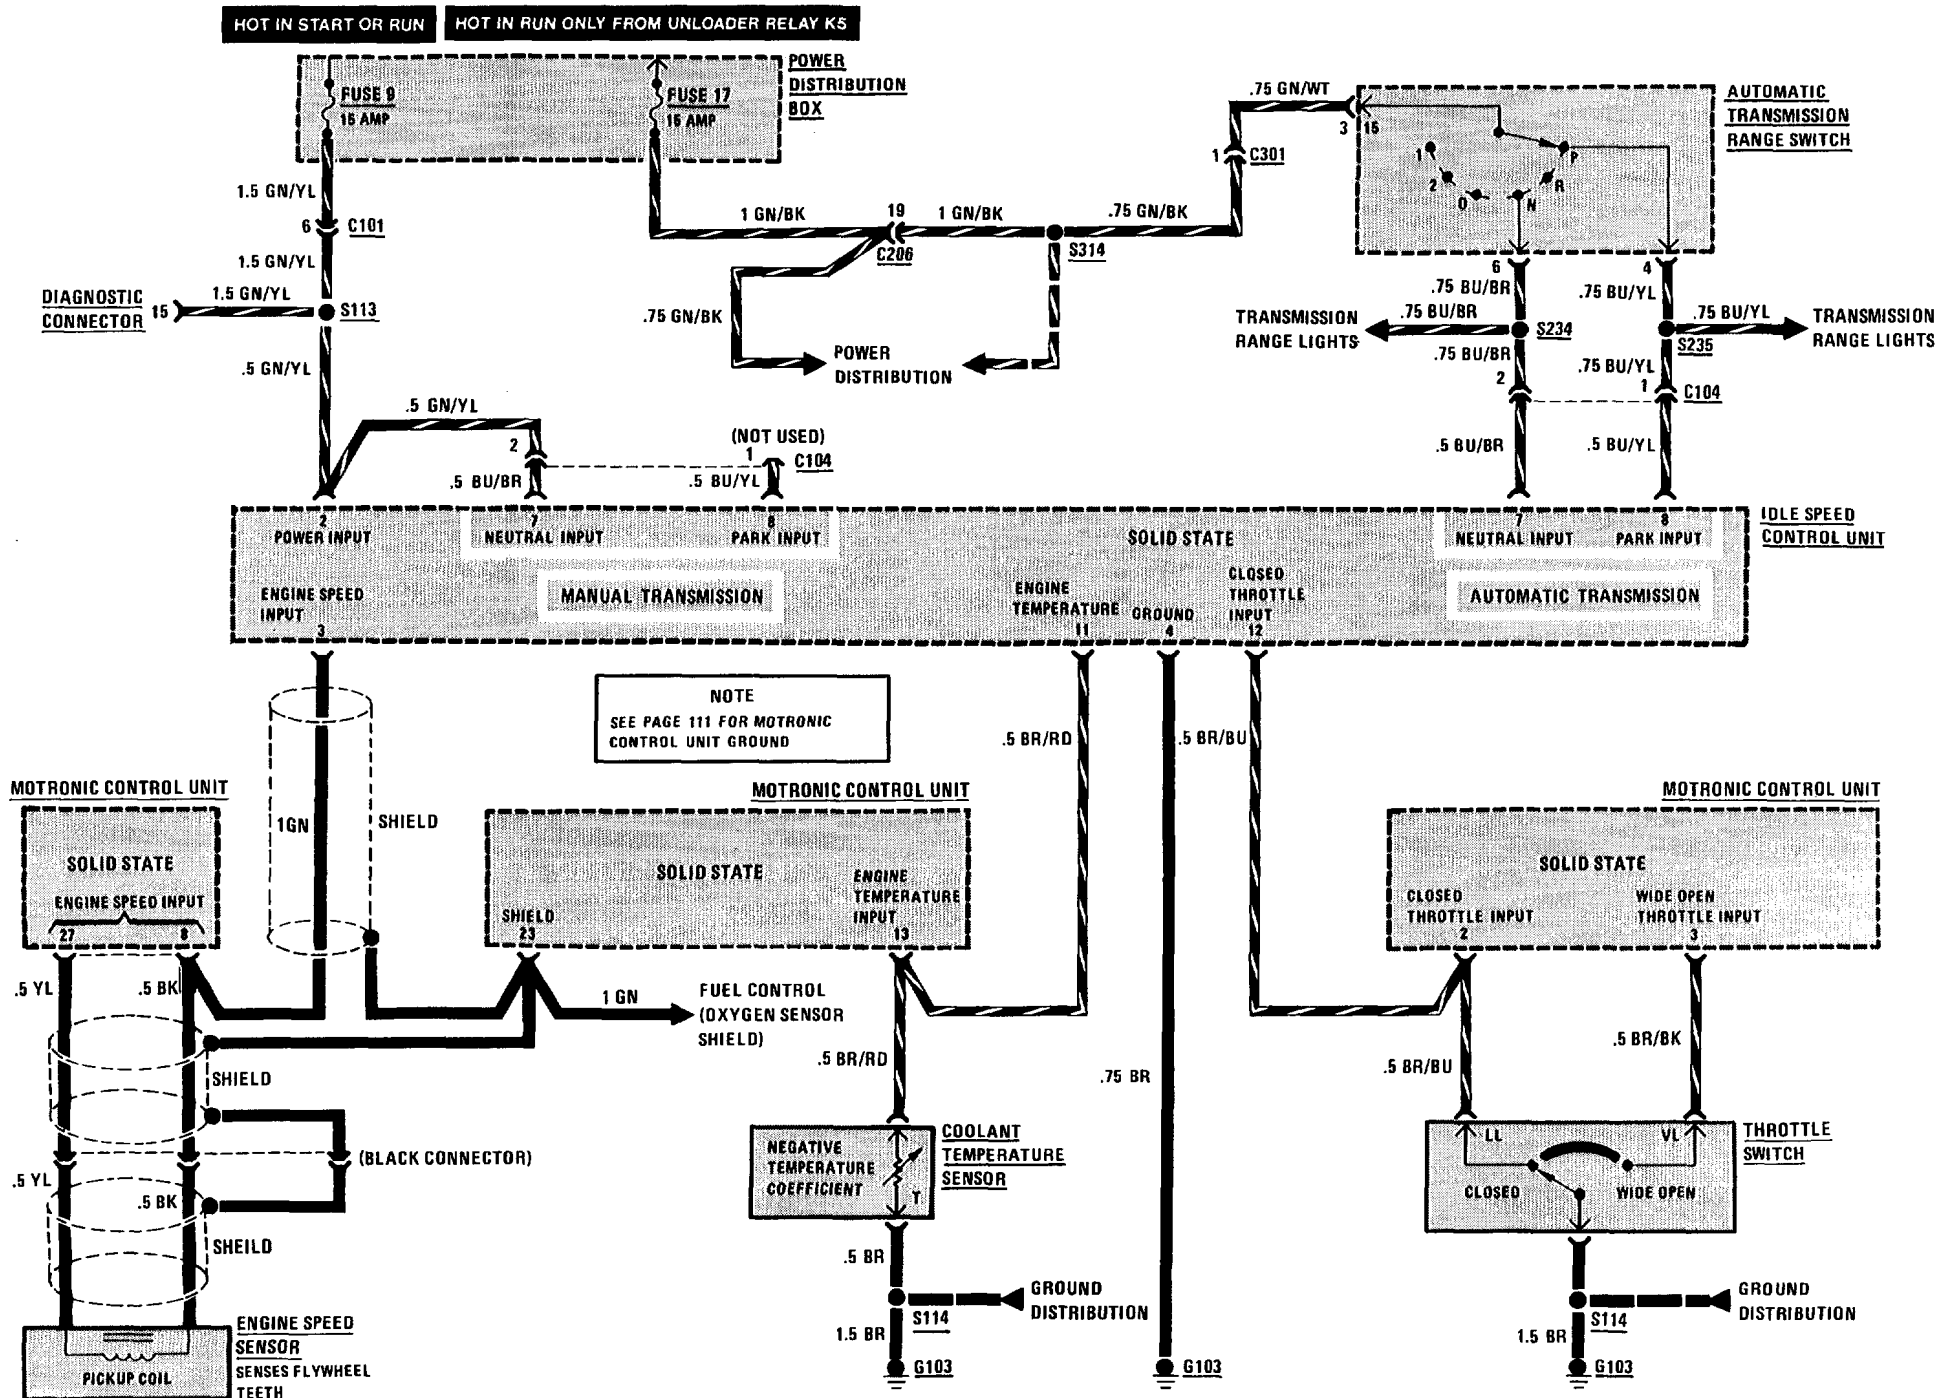 HOT IN START OR RUN
HOT IN RUN ONLY FROM UNLOADER RELAY K5
POWER
DISTRIBUTION
BOX
FUSE 9
15 AMP
FUSE 17
15 AMP
.75 GN/WT
3
15
AUTOMATIC
TRANSMISSION
RANGE SWITCH
1
C301
1
2
D
N
R
P
1.5 GN/YL
6
C101
1.5 GN/YL
1 GN/BK
19
1 GN/BK
.75 GN/BK
C206
S314
DIAGNOSTIC
CONNECTOR
15
1.5 GN/YL
S113
.5 GN/YL
.75 GN/BK
POWER
DISTRIBUTION
6
4
.75 BU/BR
.75 BU/YL
TRANSMISSION
RANGE LIGHTS
.75 BU/BR
S234
.75 BU/YL
S235
TRANSMISSION
RANGE LIGHTS
.75 BU/BR
.75 BU/YL
2
1
C104
.5 GN/YL
2
(NOT USED)
1
C104
.5 BU/BR
.5 BU/YL
.5 BU/BR
.5 BU/YL
2
POWER INPUT
7
NEUTRAL INPUT
8
PARK INPUT
SOLID STATE
7
NEUTRAL INPUT
8
PARK INPUT
IDLE SPEED
CONTROL UNIT
ENGINE SPEED
INPUT
3
MANUAL TRANSMISSION
ENGINE
TEMPERATURE
11
GROUND
4
CLOSED
THROTTLE
INPUT
12
AUTOMATIC TRANSMISSION
NOTE
SEE PAGE 111 FOR MOTRONIC
CONTROL UNIT GROUND
.5 BR/RD
.5 BR/BU
MOTRONIC CONTROL UNIT
SOLID STATE
ENGINE SPEED INPUT
27
8
1 GN
SHIELD
MOTRONIC CONTROL UNIT
SOLID STATE
SHIELD
23
ENGINE
TEMPERATURE
INPUT
13
MOTRONIC CONTROL UNIT
SOLID STATE
CLOSED
THROTTLE INPUT
2
WIDE OPEN
THROTTLE INPUT
3
.5 YL
.5 BK
1 GN
FUEL CONTROL
(OXYGEN SENSOR
SHIELD)
SHIELD
.5 BR/RD
.75 BR
.5 BR/BU
.5 BR/BK
(BLACK CONNECTOR)
.5 YL
.5 BK
SHEILD
NEGATIVE
TEMPERATURE
COEFFICIENT
T
COOLANT
TEMPERATURE
SENSOR
LL
VL
CLOSED
WIDE OPEN
THROTTLE
SWITCH
.5 BR
S114
GROUND
DISTRIBUTION
1.5 BR
G103
G103
S114
GROUND
DISTRIBUTION
1.5 BR
G103
PICKUP COIL
ENGINE SPEED
SENSOR
SENSES FLYWHEEL
TEETH